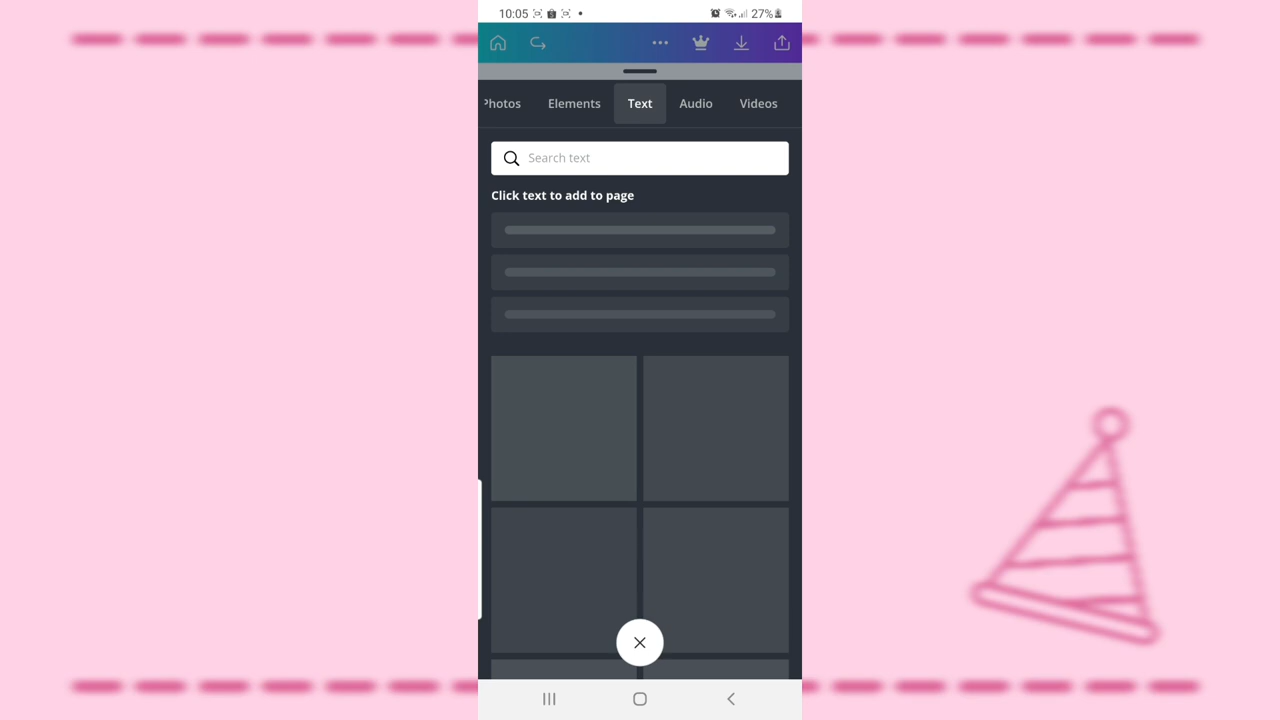 10:05
27%
Photos Elements Text Audio Videos
Search text
Click text to add to page